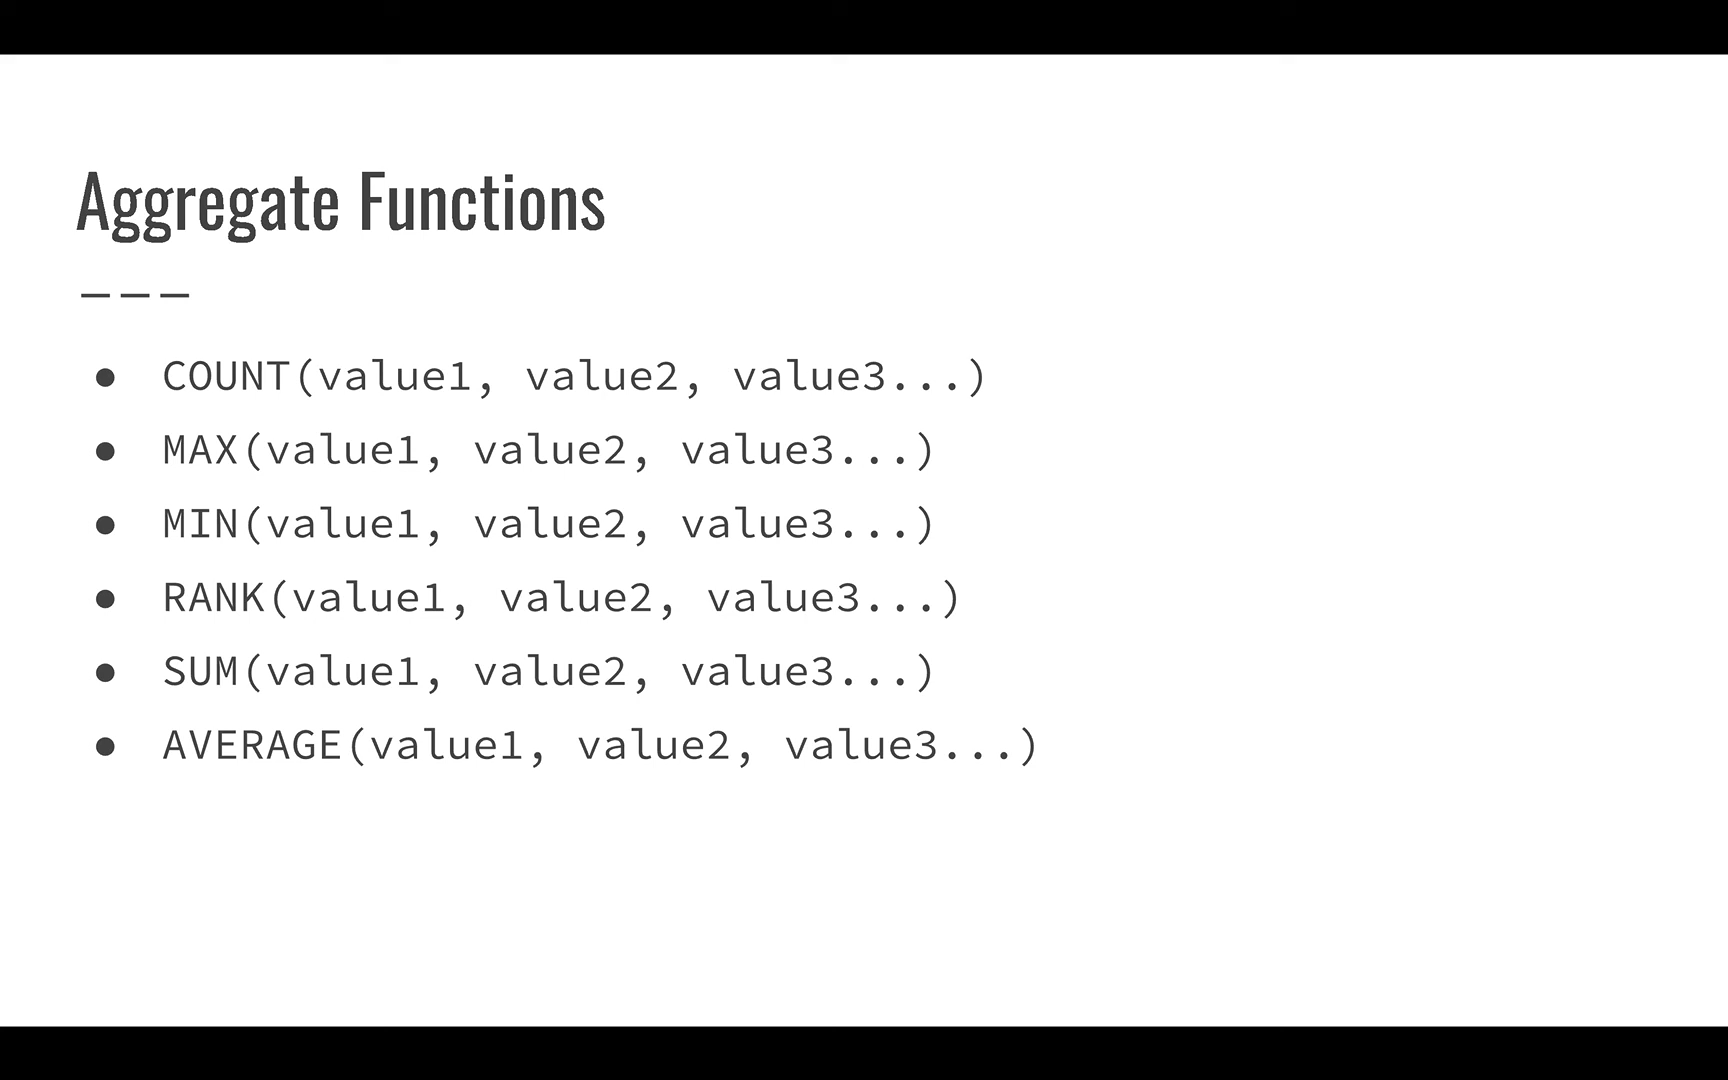 Aggregate Functions
———
● COUNT(value1, value2, value3...)
● MAX(value1, value2, value3...)
● MIN(value1, value2, value3...)
● RANK(value1, value2, value3...)
● SUM(value1, value2, value3...)
● AVERAGE(value1, value2, value3...)